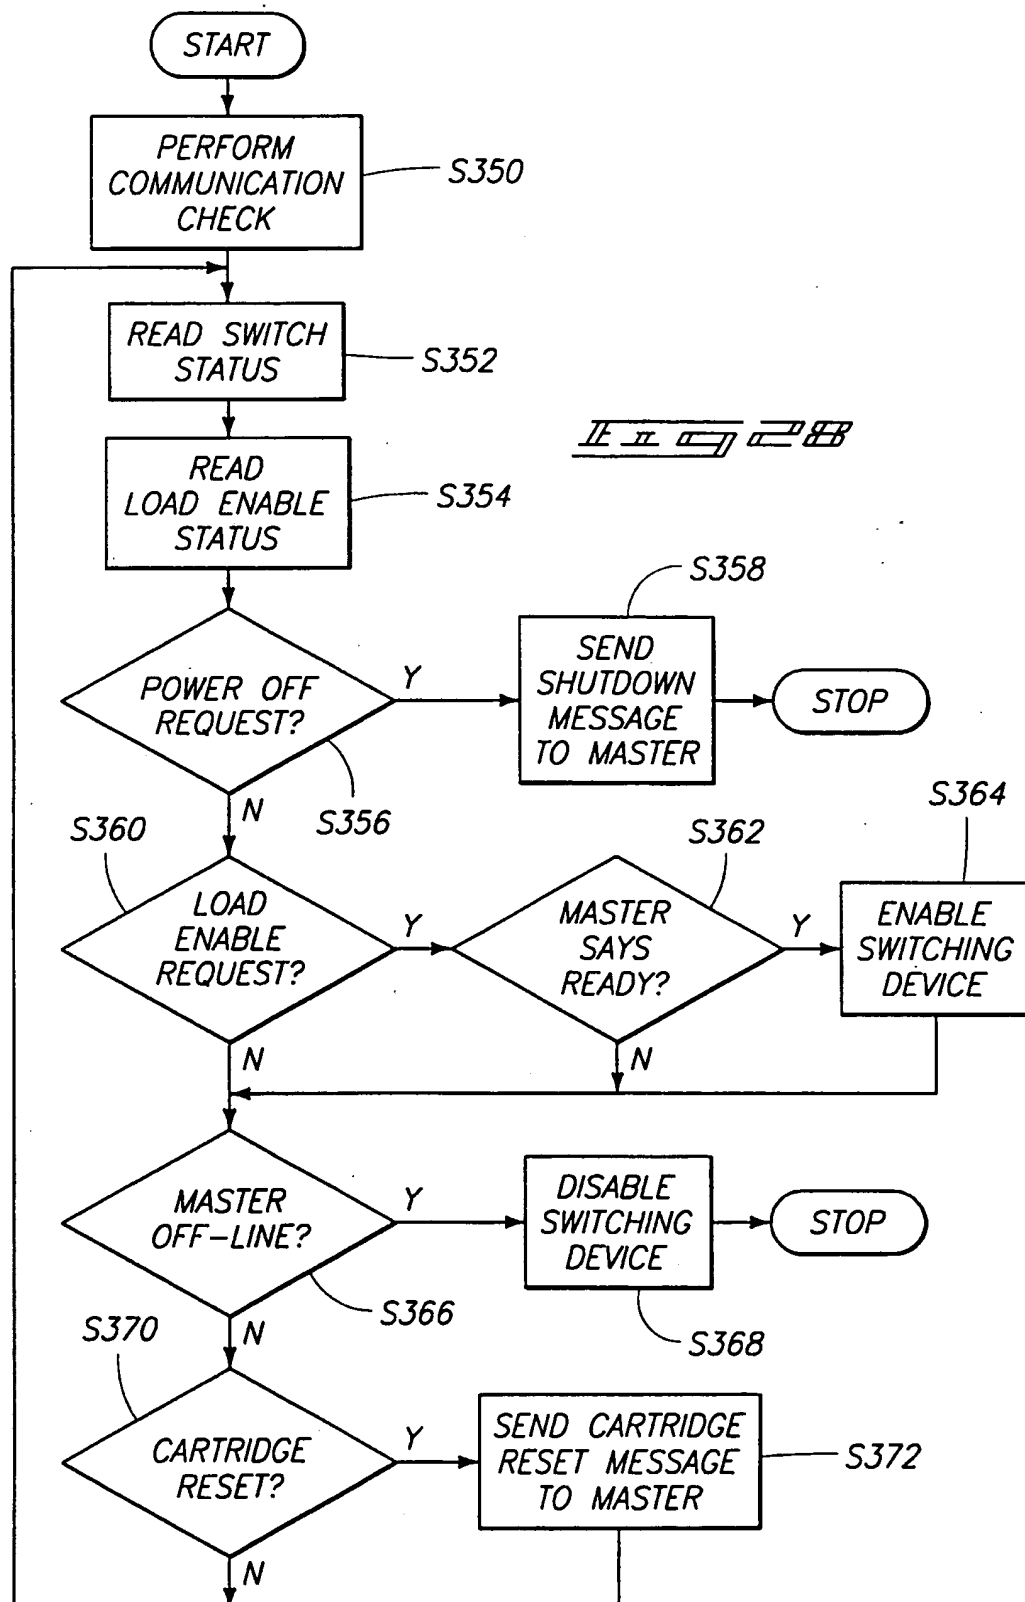 START
PERFORM
COMMUNICATION
CHECK
S350
READ SWITCH
STATUS
S352
FIG 28
READ
LOAD ENABLE
STATUS
S354
S358
POWER OFF
REQUEST?
Y
SEND
SHUTDOWN
MESSAGE
TO MASTER
STOP
N
S356
S360
S362
S364
LOAD
ENABLE
REQUEST?
Y
MASTER
SAYS
READY?
Y
ENABLE
SWITCHING
DEVICE
N
N
MASTER
OFF-LINE?
Y
DISABLE
SWITCHING
DEVICE
STOP
S366
S368
N
S370
CARTRIDGE
RESET?
Y
SEND CARTRIDGE
RESET MESSAGE
TO MASTER
S372
N